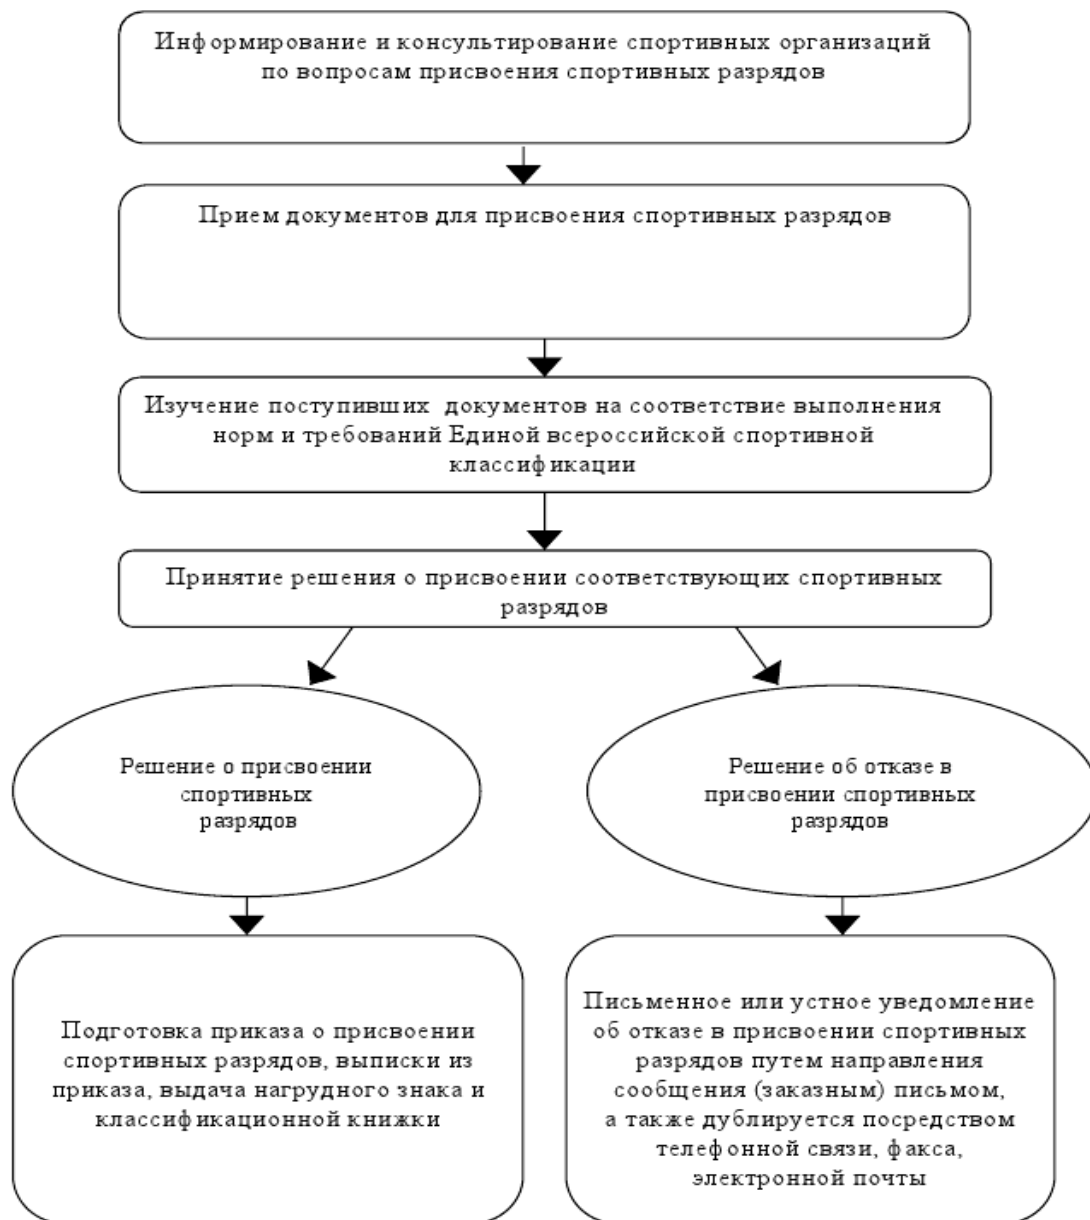 Информирование и консультирование спортивных организаций
по вопросам присвоения спортивных разрядов
Прием документов для присвоения спортивных разрядов
Изучение поступивших документов на соответствие выполнения
норм и требований Единой всероссийской спортивной
классификации
Принятие решения о присвоении соответствующих спортивных
разрядов
Решение о присвоении
спортивных
разрядов
Решение об отказе в
присвоении спортивных
разрядов
Подготовка приказа о присвоении
спортивных разрядов, выписки из
приказа, выдача нагрудного знака и
классификационной книжки
Письменное или устное уведомление
об отказе в присвоении спортивных
разрядов путем направления
сообщения (заказным) письмом,
а также дублируется посредством
телефонной связи, факса,
электронной почты